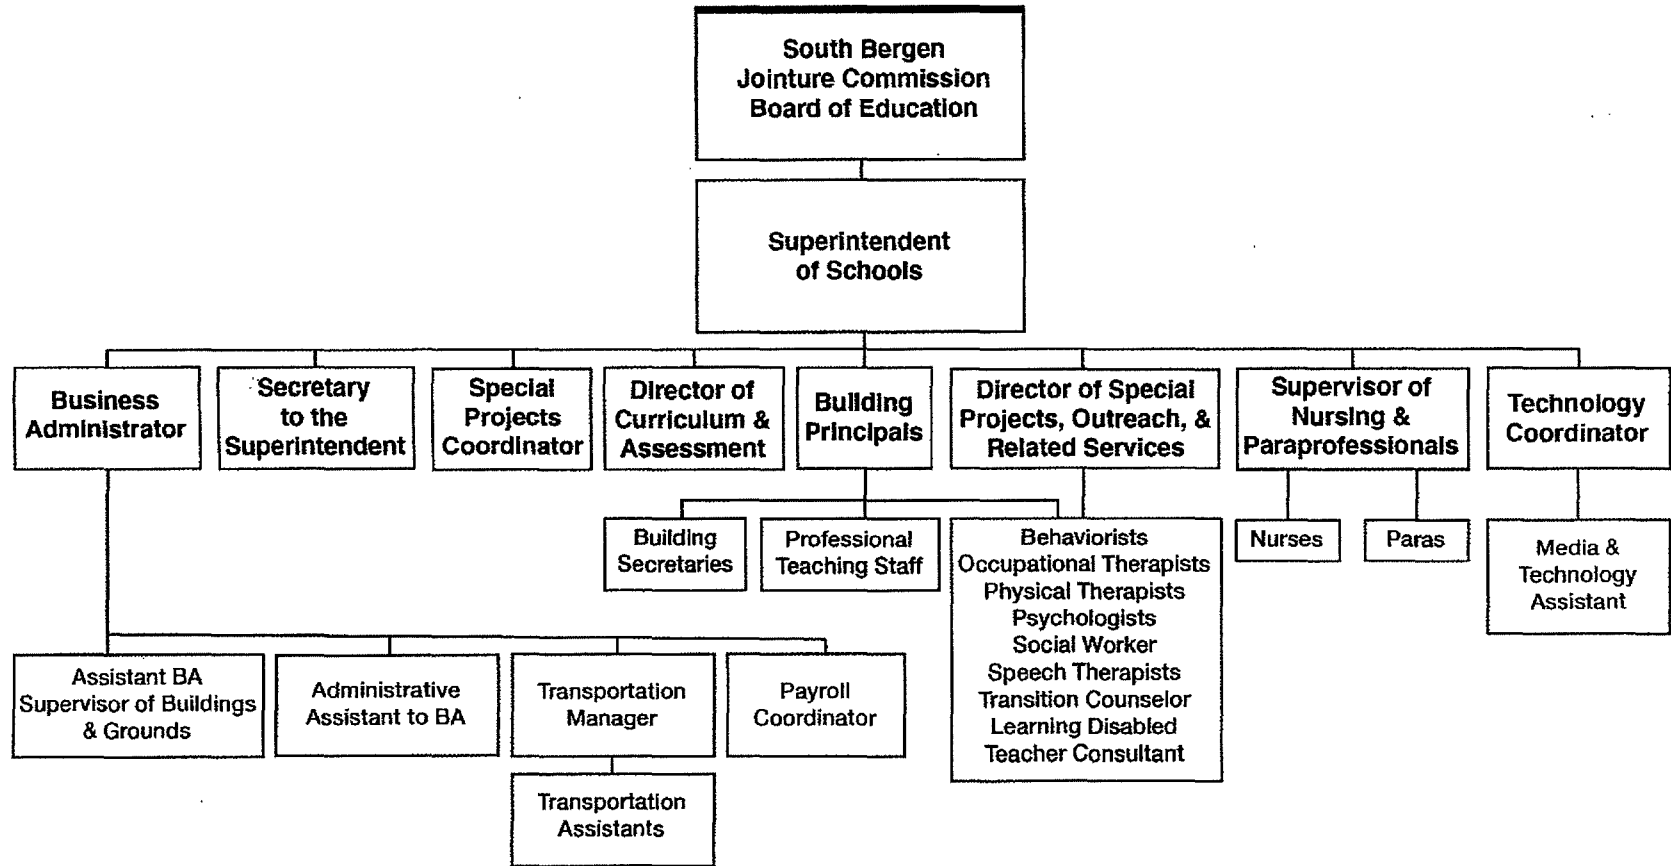 South Bergen
Jointure Commission
Board of Education
Superintendent
of Schools
Business
Administrator
Secretary
to the
Superintendent
Special
Projects
Coordinator
Director of
Curriculum &
Assessment
Building
Principals
Director of Special
Projects, Outreach, &
Related Services
Supervisor of
Nursing &
Paraprofessionals
Technology
Coordinator
Building
Secretaries
Professional
Teaching Staff
Behaviorists
Occupational Therapists
Physical Therapists
Psychologists
Social Worker
Speech Therapists
Transition Counselor
Learning Disabled
Teacher Consultant
Nurses
Paras
Media &
Technology
Assistant
Assistant BA
Supervisor of Buildings
& Grounds
Administrative
Assistant to BA
Transportation
Manager
Payroll
Coordinator
Transportation
Assistants